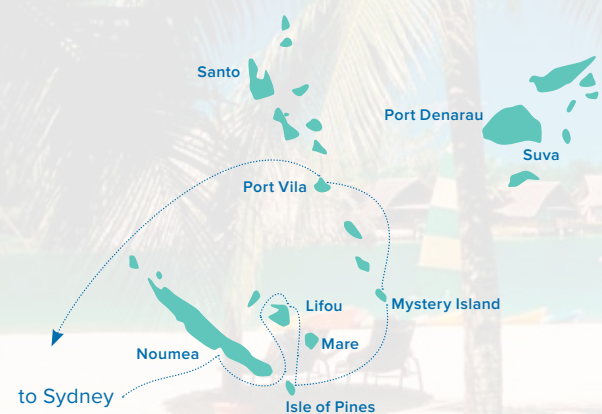 Santo
Port Denarau
Suva
Port Vila
Mystery Island
Lifou
Mare
Noumea
to Sydney
Isle of Pines